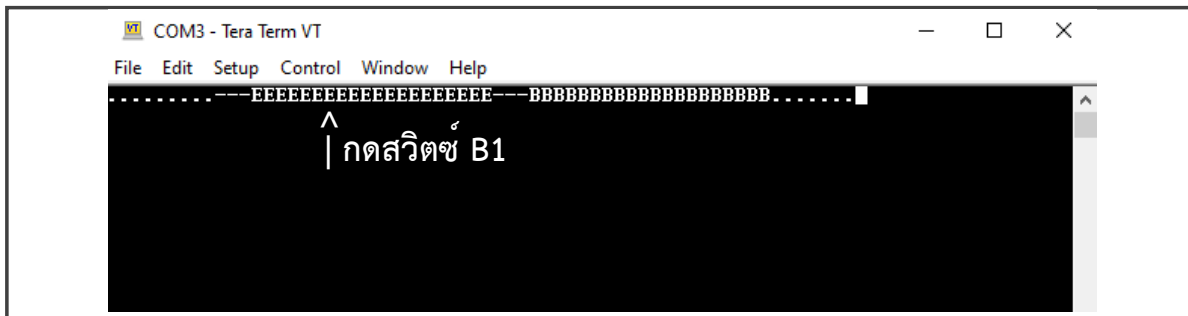 COM3 - Tera Term VT
File Edit Setup Control Window Help
.........---EEEEEEEEEEEEEEEEEEEE---BBBBBBBBBBBBBBBBBBBB.......
^
| กดสวิตซ์ B1